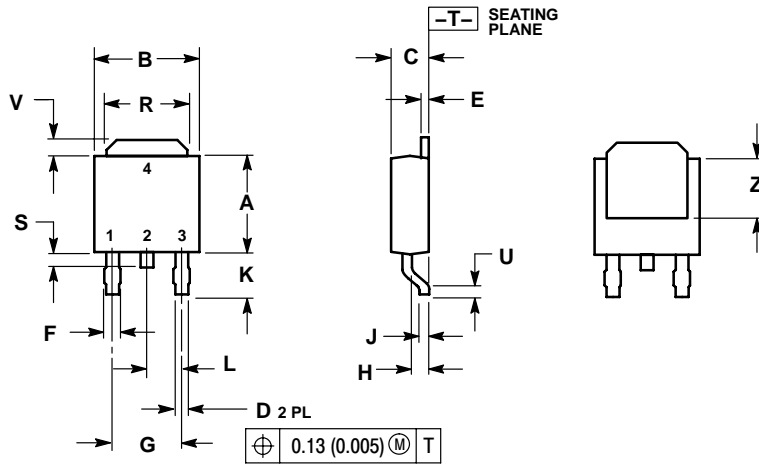 –T– SEATING
PLANE
B
C
V
R
E
4
Z
A
S
1 2 3
U
K
F
J
L
H
D 2 PL
G
⌖ 0.13 (0.005) Ⓜ T